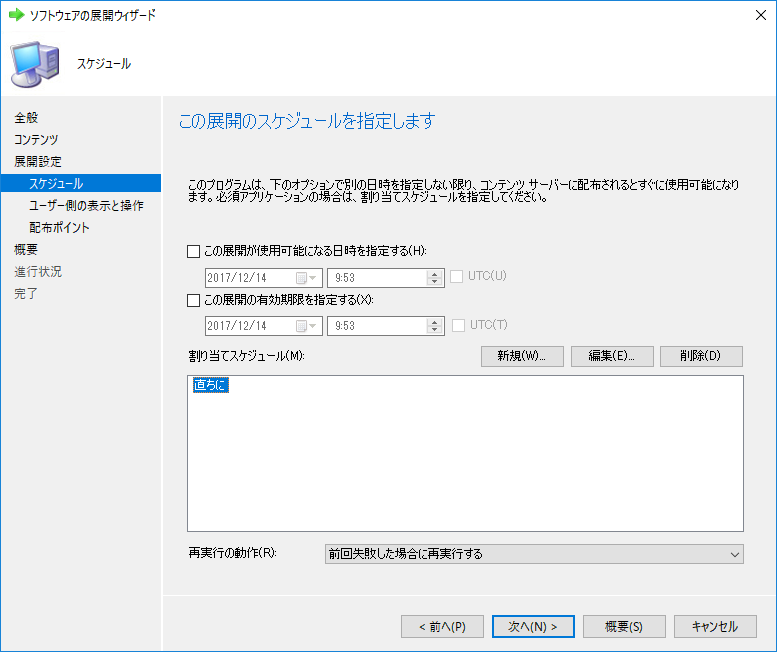 ソフトウェアの展開ウィザード
スケジュール
全般
コンテンツ
展開設定
スケジュール
ユーザー側の表示と操作
配布ポイント
概要
進行状況
完了
この展開のスケジュールを指定します
このプログラムは、下のオプションで別の日時を指定しない限り、コンテンツ サーバーに配布されるとすぐに使用可能になり
ます。必須アプリケーションの場合は、割り当てスケジュールを指定してください。
この展開が使用可能になる日時を指定する(H):
2017/12/14 9:53 UTC(U)
この展開の有効期限を指定する(X):
2017/12/14 9:53 UTC(T)
割り当てスケジュール(M): 新規(W)... 編集(E)... 削除(D)
直ちに
再実行の動作(R): 前回失敗した場合に再実行する
< 前へ(P) 次へ(N) > 概要(S) キャンセル